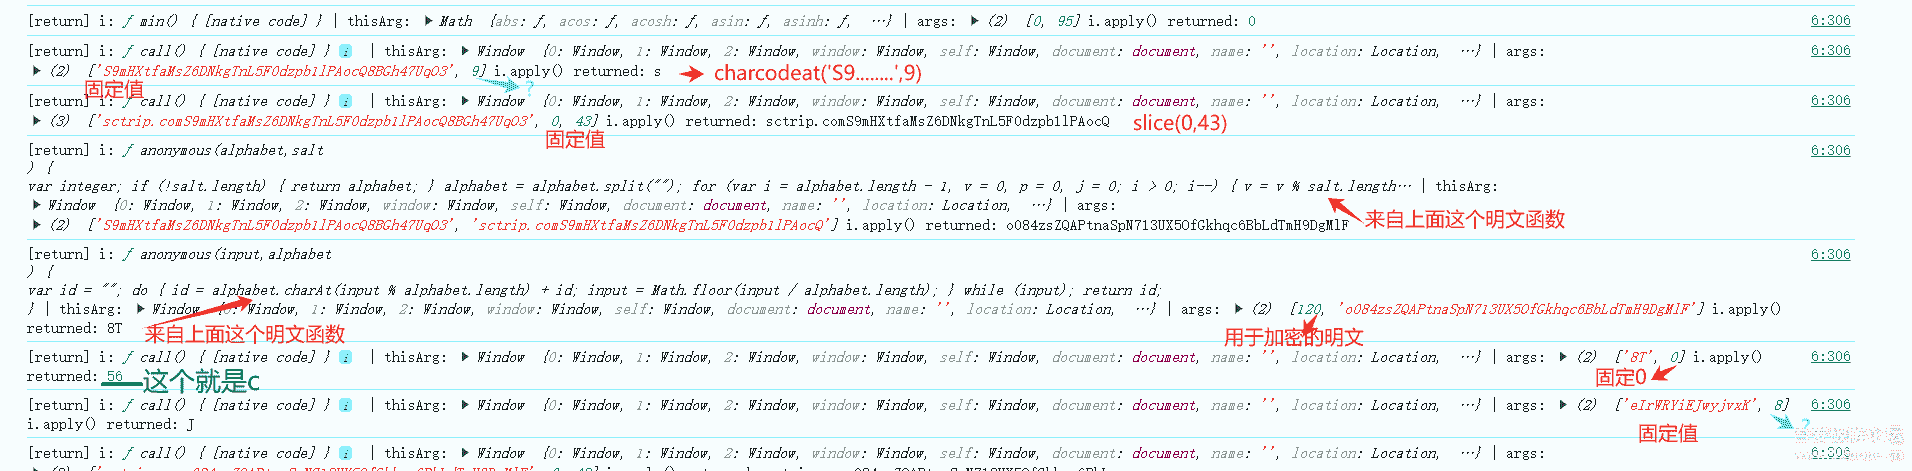 [return] i: ƒ min() { [native code] } | thisArg: ▶ Math {abs: ƒ, acos: ƒ, acosh: ƒ, asin: ƒ, asinh: ƒ, …} | args: ▶ (2) [0, 95] i.apply() returned: 0 6:306
[return] i: ƒ call() { [native code] } i | thisArg: ▶ Window {0: Window, 1: Window, 2: Window, window: Window, self: Window, document: document, name: '', location: Location, …} | args: 6:306
▶ (2) ['S9mHXtfaMsZ6DNkgTnL5F0dzpb1lPAocQ8BGh47UqO3', 9] i.apply() returned: s charcodeat('S9........',9)
固定值 ?
[return] i: ƒ call() { [native code] } i | thisArg: ▶ Window {0: Window, 1: Window, 2: Window, window: Window, self: Window, document: document, name: '', location: Location, …} | args: 6:306
▶ (3) ['sctrip.comS9mHXtfaMsZ6DNkgTnL5F0dzpb1lPAocQ8BGh47UqO3', 0, 43] i.apply() returned: sctrip.comS9mHXtfaMsZ6DNkgTnL5F0dzpb1lPAocQ slice(0,43)
固定值
[return] i: ƒ anonymous(alphabet,salt 6:306
) {
var integer; if (!salt.length) { return alphabet; } alphabet = alphabet.split(""); for (var i = alphabet.length - 1, v = 0, p = 0, j = 0; i > 0; i--) { v = v % salt.length… | thisArg:
▶ Window {0: Window, 1: Window, 2: Window, window: Window, self: Window, document: document, name: '', location: Location, …} | args:
来自上面这个明文函数
▶ (2) ['S9mHXtfaMsZ6DNkgTnL5F0dzpb1lPAocQ8BGh47UqO3', 'sctrip.comS9mHXtfaMsZ6DNkgTnL5F0dzpb1lPAocQ'] i.apply() returned: o084zsZQAPtnaSpN713UX5OfGkhqc6BbLdTmH9DgMlF
[return] i: ƒ anonymous(input,alphabet 6:306
) {
var id = ""; do { id = alphabet.charAt(input % alphabet.length) + id; input = Math.floor(input / alphabet.length); } while (input); return id;
} | thisArg: ▶ Window {0: Window, 1: Window, 2: Window, window: Window, self: Window, document: document, name: '', location: Location, …} | args: ▶ (2) [120, 'o084zsZQAPtnaSpN713UX5OfGkhqc6BbLdTmH9DgMlF'] i.apply()
returned: 8T 来自上面这个明文函数 用于加密的明文
[return] i: ƒ call() { [native code] } i | thisArg: ▶ Window {0: Window, 1: Window, 2: Window, window: Window, self: Window, document: document, name: '', location: Location, …} | args: ▶ (2) ['8T', 0] i.apply() 6:306
returned: 56 这个就是c 固定0
[return] i: ƒ call() { [native code] } i | thisArg: ▶ Window {0: Window, 1: Window, 2: Window, window: Window, self: Window, document: document, name: '', location: Location, …} | args: ▶ (2) ['eIrWRYiEJwyjvxK', 8] 6:306
i.apply() returned: J ?
固定值
[return] i: ƒ call() { [native code] } i | thisArg: ▶ Window {0: Window, 1: Window, 2: Window, window: Window, self: Window, document: document, name: '', location: Location, …} | args: 6:306